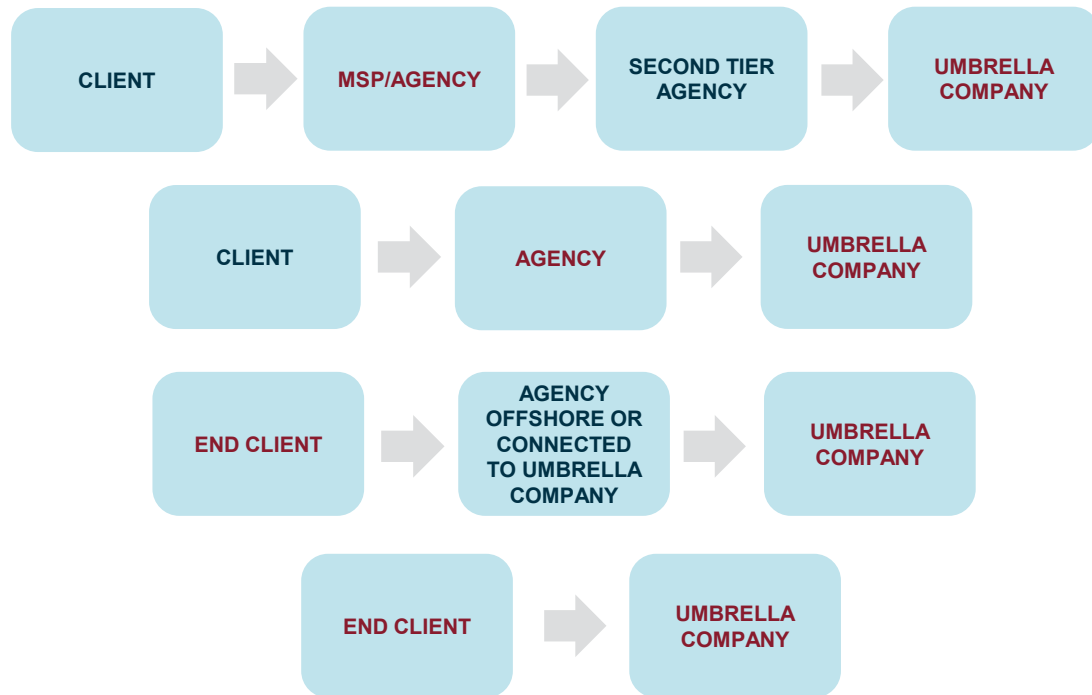 CLIENT
MSP/AGENCY
SECOND TIER
AGENCY
UMBRELLA
COMPANY
CLIENT
AGENCY
UMBRELLA
COMPANY
END CLIENT
AGENCY
OFFSHORE OR
CONNECTED
TO UMBRELLA
COMPANY
UMBRELLA
COMPANY
END CLIENT
UMBRELLA
COMPANY